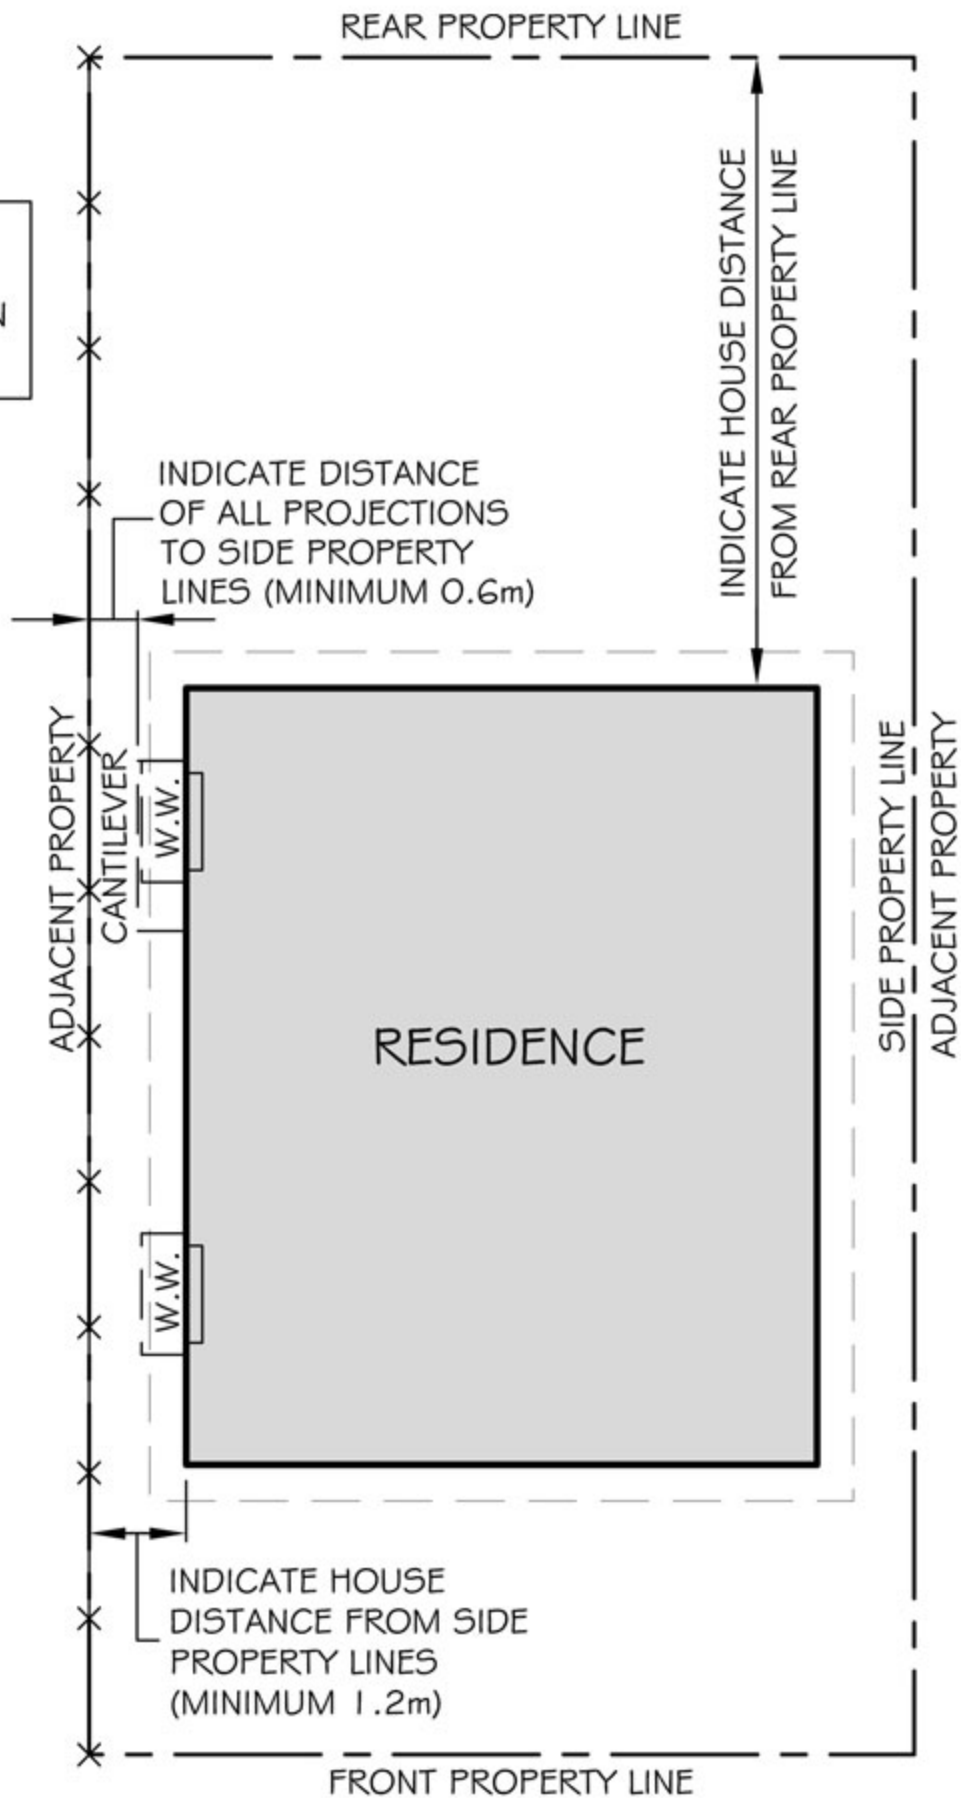 REAR PROPERTY LINE
INDICATE HOUSE DISTANCE
FROM REAR PROPERTY LINE
INDICATE DISTANCE
OF ALL PROJECTIONS
TO SIDE PROPERTY
LINES (MINIMUM 0.6m)
ADJACENT PROPERTY
CANTILEVER
W.W.
RESIDENCE
SIDE PROPERTY LINE
ADJACENT PROPERTY
W.W.
INDICATE HOUSE
DISTANCE FROM SIDE
PROPERTY LINES
(MINIMUM 1.2m)
FRONT PROPERTY LINE